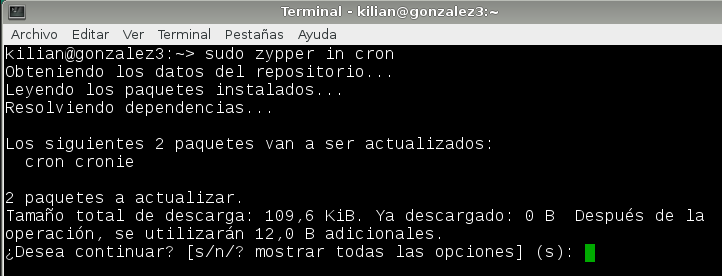 Terminal - kilian@gonzalez3:~
Archivo Editar Ver Terminal Pestañas Ayuda
kilian@gonzalez3:~> sudo zypper in cron
Obteniendo los datos del repositorio...
Leyendo los paquetes instalados...
Resolviendo dependencias...
Los siguientes 2 paquetes van a ser actualizados:
cron cronie
2 paquetes a actualizar.
Tamaño total de descarga: 109,6 KiB. Ya descargado: 0 B  Después de la
operación, se utilizarán 12,0 B adicionales.
¿Desea continuar? [s/n/? mostrar todas las opciones] (s):